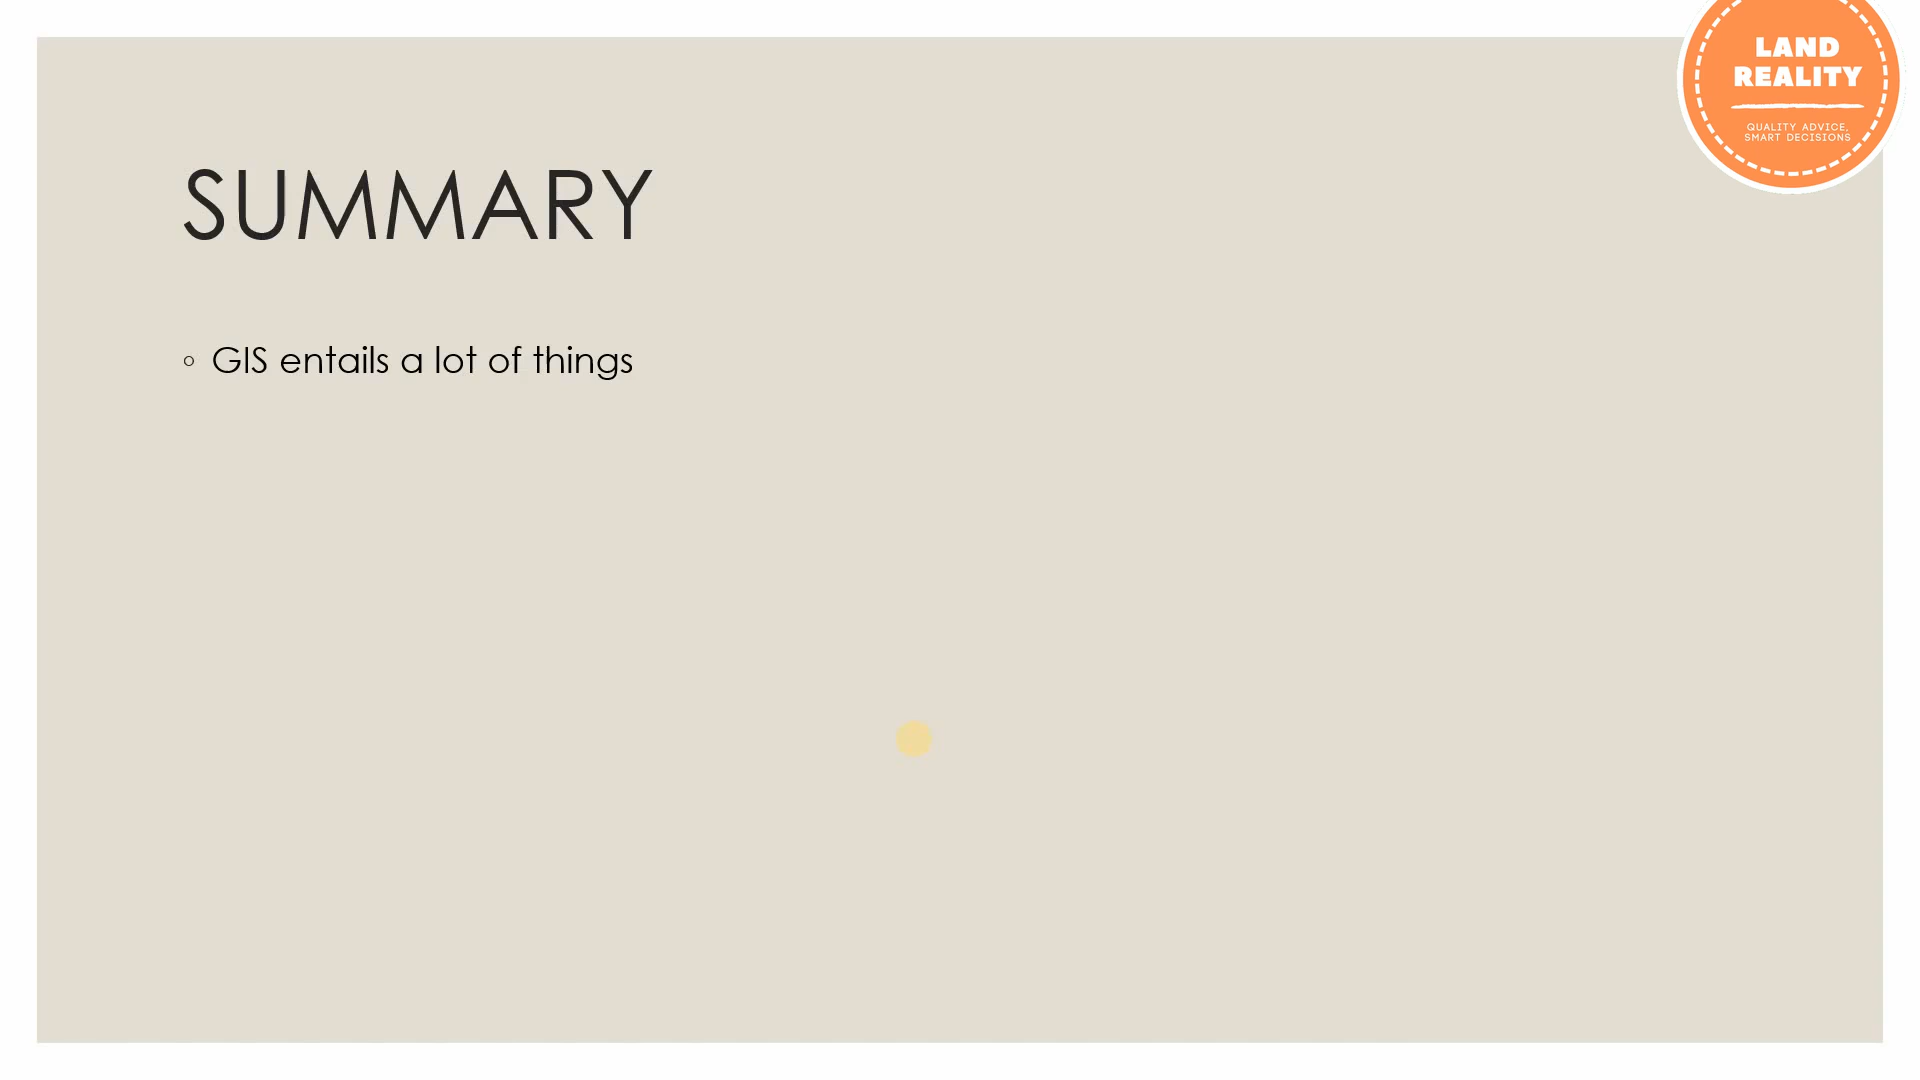 LAND
REALITY
QUALITY ADVICE,
SMART DECISIONS
SUMMARY
◦ GIS entails a lot of things